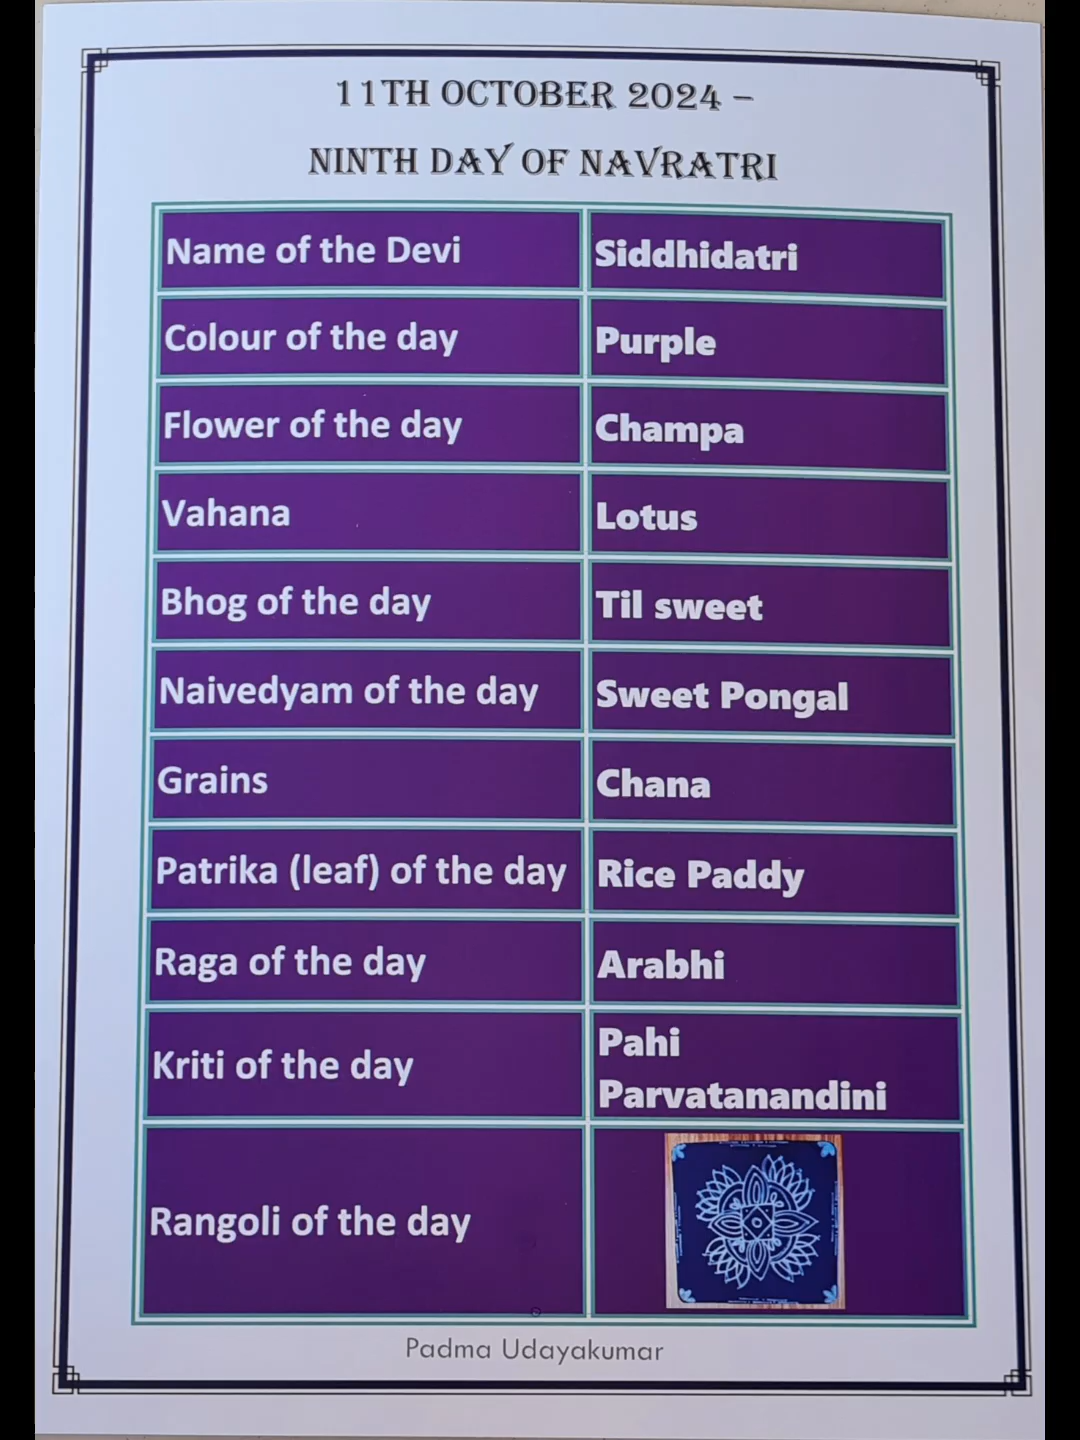 11TH OCTOBER 2024 –
NINTH DAY OF NAVRATRI
Name of the Devi Siddhidatri
Colour of the day Purple
Flower of the day Champa
Vahana Lotus
Bhog of the day Til sweet
Naivedyam of the day Sweet Pongal
Grains Chana
Patrika (leaf) of the day Rice Paddy
Raga of the day Arabhi
Kriti of the day Pahi
Parvatanandini
Rangoli of the day
Padma Udayakumar